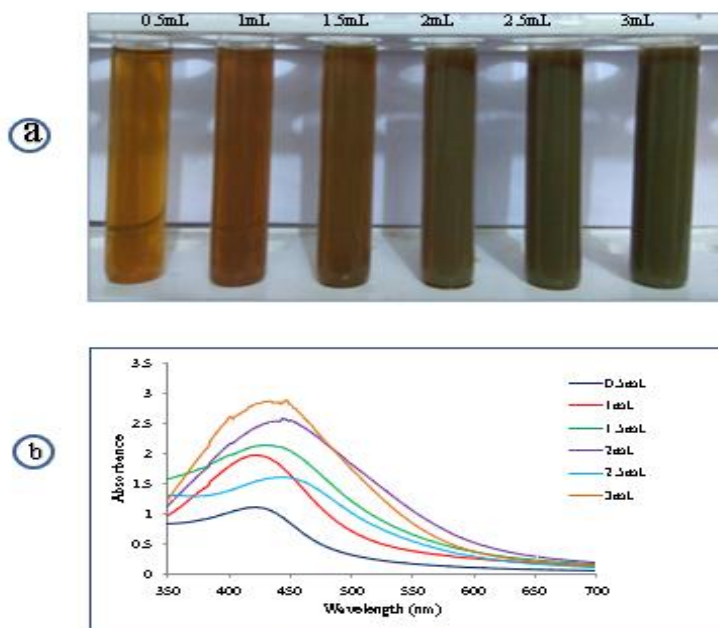 0.5mL 1mL 1.5mL 2mL 2.5mL 3mL
a
b
3.5
3
2.5
2
1.5
1
0.5
0
Absorbance
350 400 450 500 550 600 650 700
Wavelength (nm)
0.5mL
1mL
1.5mL
2mL
2.5mL
3mL